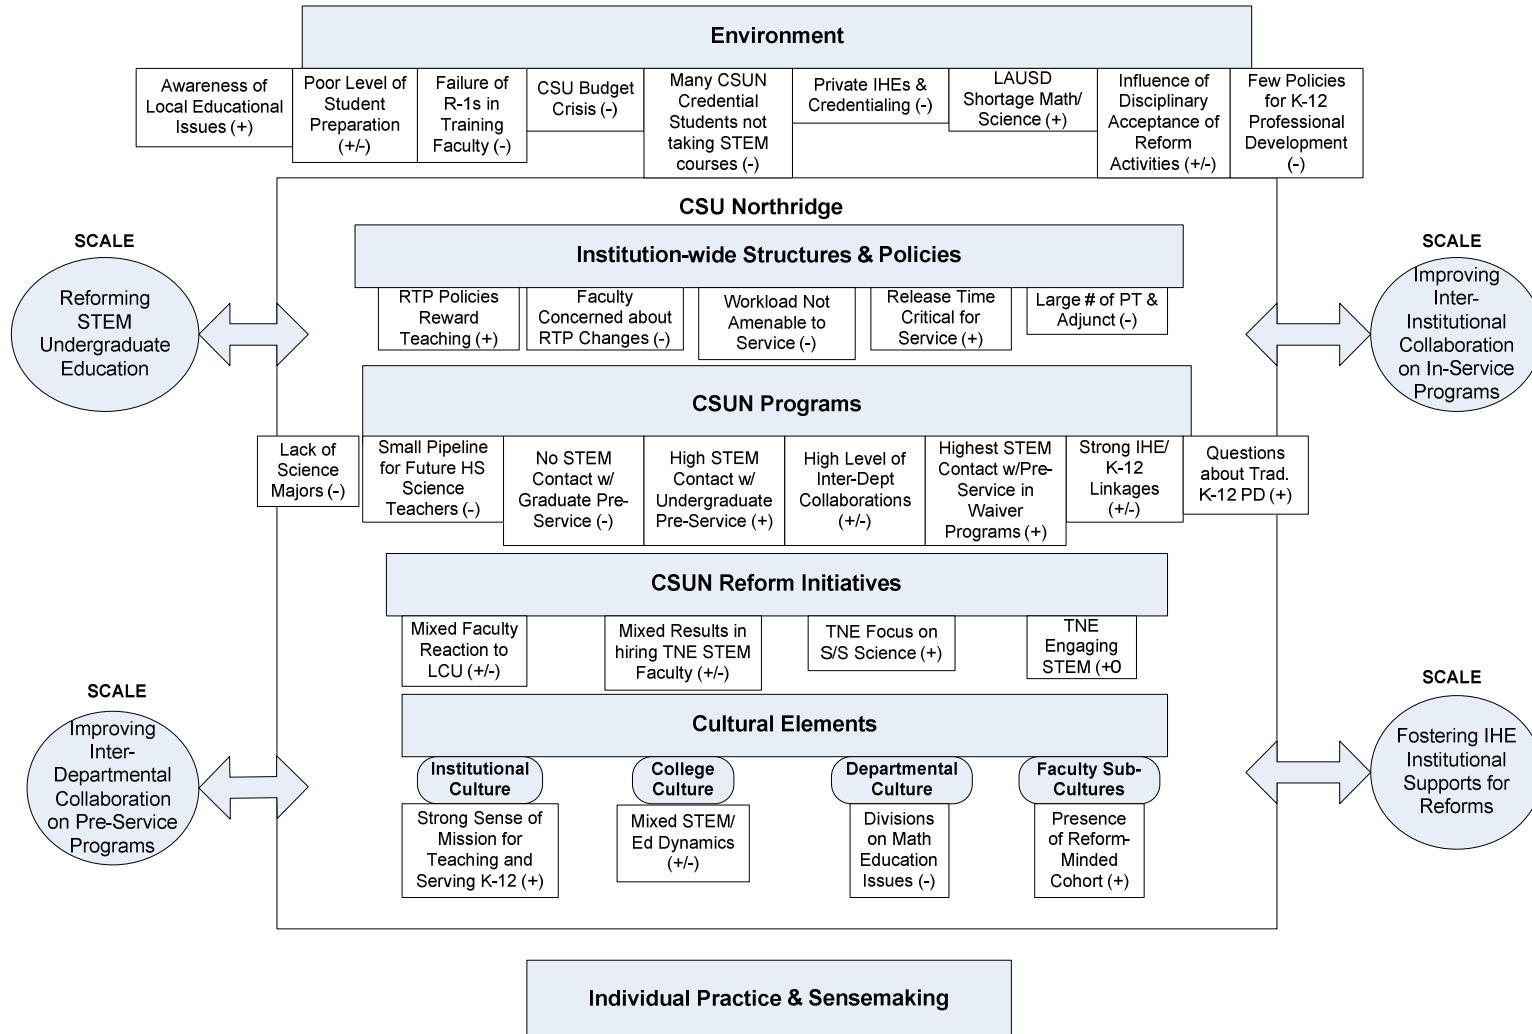 Environment
Awareness of
Local Educational
Issues (+)
Poor Level of
Student
Preparation
(+/-)
Failure of
R-1s in
Training
Faculty (-)
CSU Budget
Crisis (-)
Many CSUN
Credential
Students not
taking STEM
courses (-)
Private IHEs &
Credentialing (-)
LAUSD
Shortage Math/
Science (+)
Influence of
Disciplinary
Acceptance of
Reform
Activities (+/-)
Few Policies
for K-12
Professional
Development
(-)
CSU Northridge
SCALE
Reforming
STEM
Undergraduate
Education
SCALE
Improving
Inter-
Institutional
Collaboration
on In-Service
Programs
Institution-wide Structures & Policies
RTP Policies
Reward
Teaching (+)
Faculty
Concerned about
RTP Changes (-)
Workload Not
Amenable to
Service (-)
Release Time
Critical for
Service (+)
Large # of PT &
Adjunct (-)
CSUN Programs
Lack of
Science
Majors (-)
Small Pipeline
for Future HS
Science
Teachers (-)
No STEM
Contact w/
Graduate Pre-
Service (-)
High STEM
Contact w/
Undergraduate
Pre-Service (+)
High Level of
Inter-Dept
Collaborations
(+/-)
Highest STEM
Contact w/Pre-
Service in
Waiver
Programs (+)
Strong IHE/
K-12
Linkages
(+/-)
Questions
about Trad.
K-12 PD (+)
CSUN Reform Initiatives
Mixed Faculty
Reaction to
LCU (+/-)
Mixed Results in
hiring TNE STEM
Faculty (+/-)
TNE Focus on
S/S Science (+)
TNE
Engaging
STEM (+0
SCALE
Improving
Inter-
Departmental
Collaboration
on Pre-Service
Programs
SCALE
Fostering IHE
Institutional
Supports for
Reforms
Cultural Elements
Institutional
Culture
Strong Sense of
Mission for
Teaching and
Serving K-12 (+)
College
Culture
Mixed STEM/
Ed Dynamics
(+/-)
Departmental
Culture
Divisions
on Math
Education
Issues (-)
Faculty Sub-
Cultures
Presence
of Reform-
Minded
Cohort (+)
Individual Practice & Sensemaking